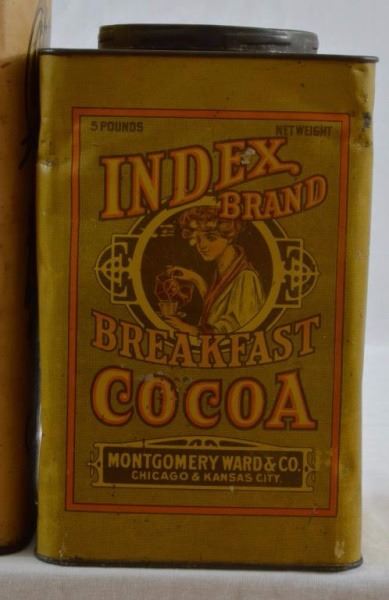 5 POUNDS NET WEIGHT
INDEX
BRAND
BREAKFAST
COCOA
MONTGOMERY WARD & CO.
CHICAGO & KANSAS CITY.